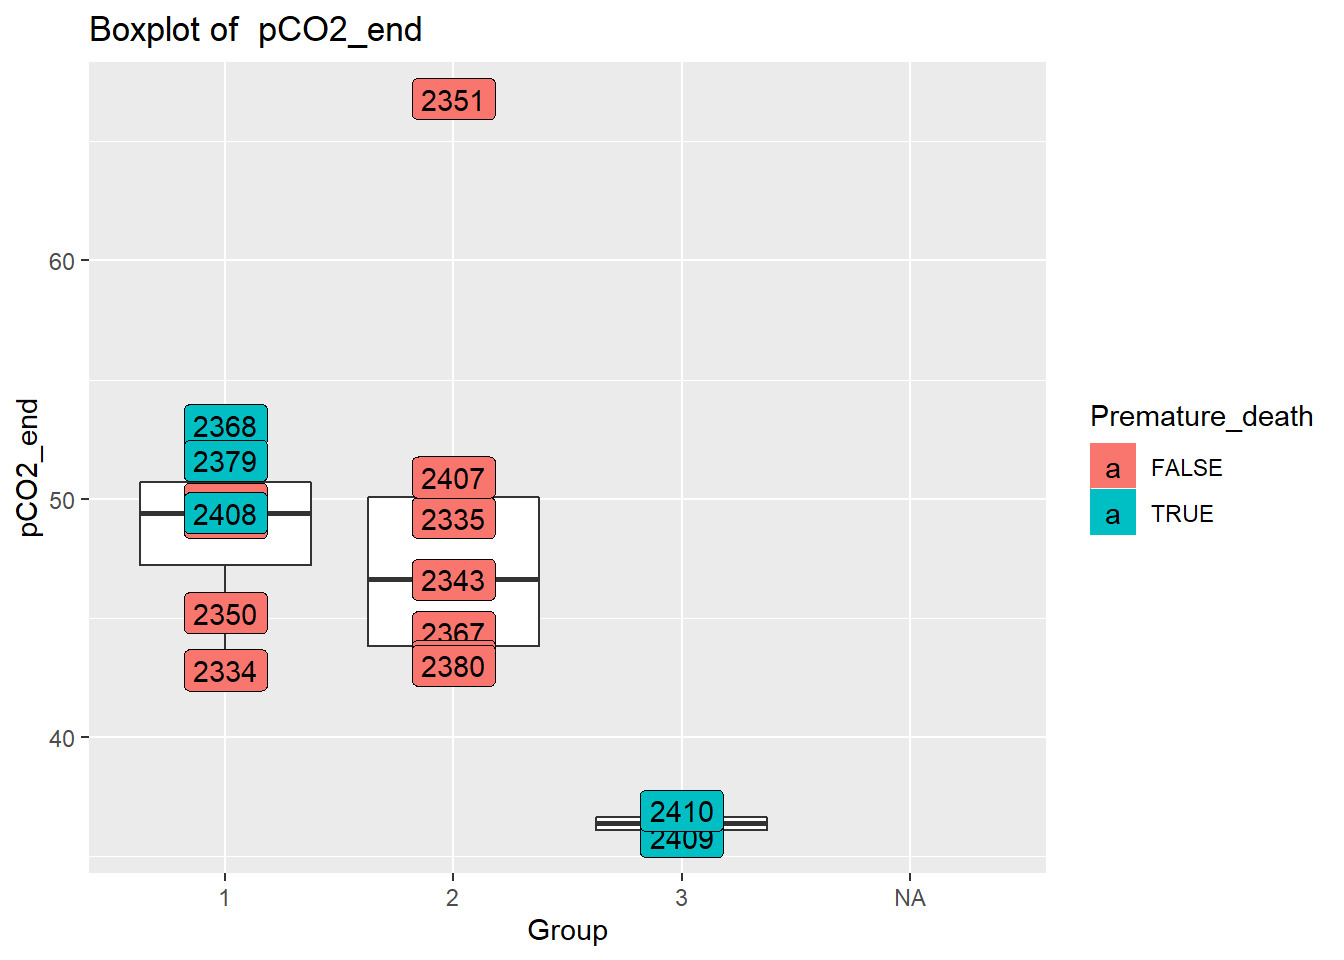 Boxplot of  pCO2_end
pCO2_end
60
50
40
2351
2368
2379
2408
2350
2334
2407
2335
2343
2367
2380
2410
2409
1
2
3
NA
Group
Premature_death
a FALSE
a TRUE